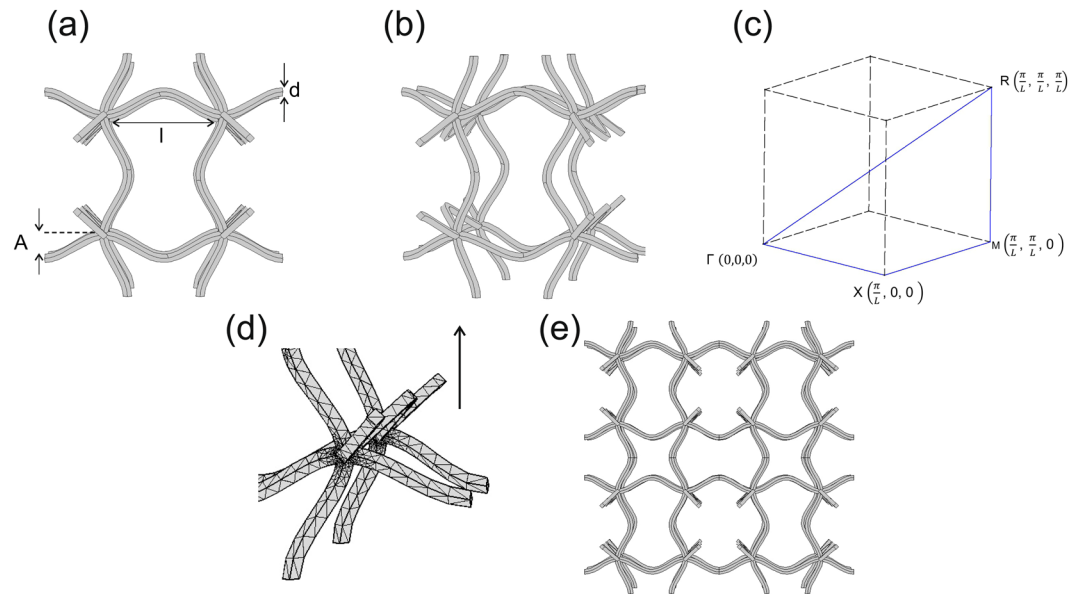 (a)
(b)
(c)
d
l
A
R (π/L, π/L, π/L)
Γ (0,0,0)
M (π/L, π/L, 0)
X (π/L, 0, 0)
(d)
(e)